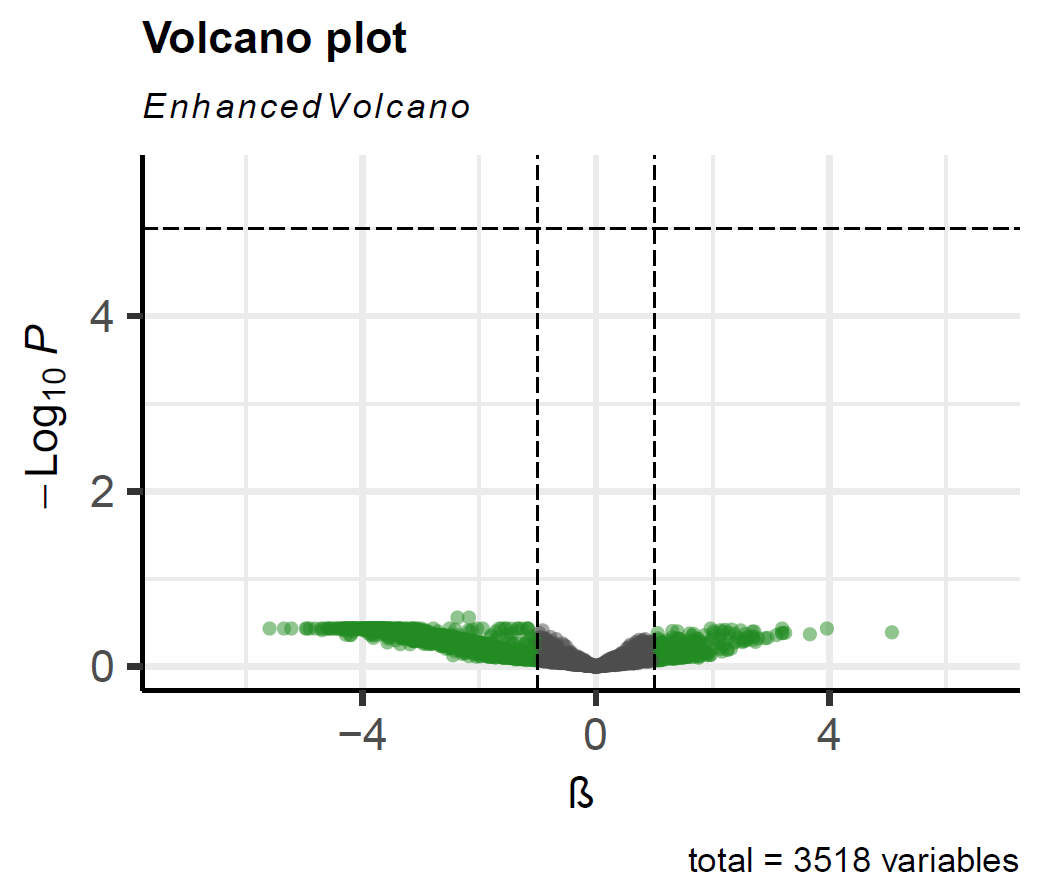 Volcano plot
EnhancedVolcano
4
2
0
−Log10 P
−4 0 4
ß
total = 3518 variables